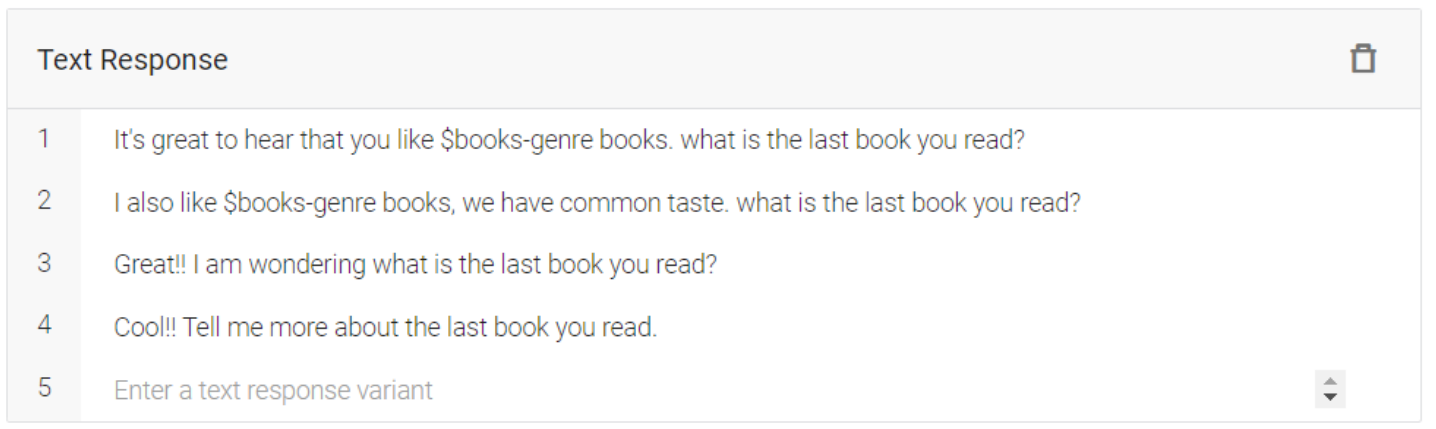 Text Response
1 It's great to hear that you like $books-genre books. what is the last book you read?
2 I also like $books-genre books, we have common taste. what is the last book you read?
3 Great!! I am wondering what is the last book you read?
4 Cool!! Tell me more about the last book you read.
5 Enter a text response variant